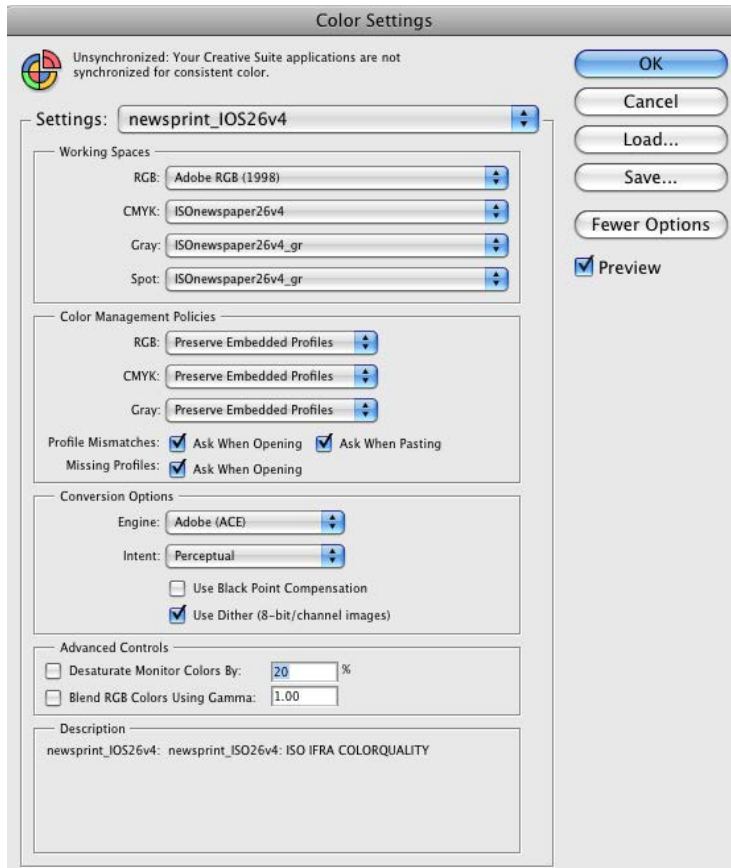 Color Settings
Unsynchronized: Your Creative Suite applications are not
synchronized for consistent color.
OK
Cancel
Load...
Save...
Fewer Options
Preview
Settings: newsprint_IOS26v4
Working Spaces
RGB: Adobe RGB (1998)
CMYK: ISOnewspaper26v4
Gray: ISOnewspaper26v4_gr
Spot: ISOnewspaper26v4_gr
Color Management Policies
RGB: Preserve Embedded Profiles
CMYK: Preserve Embedded Profiles
Gray: Preserve Embedded Profiles
Profile Mismatches: Ask When Opening Ask When Pasting
Missing Profiles: Ask When Opening
Conversion Options
Engine: Adobe (ACE)
Intent: Perceptual
Use Black Point Compensation
Use Dither (8-bit/channel images)
Advanced Controls
Desaturate Monitor Colors By: 20 %
Blend RGB Colors Using Gamma: 1.00
Description
newsprint_IOS26v4: newsprint_ISO26v4: ISO IFRA COLORQUALITY